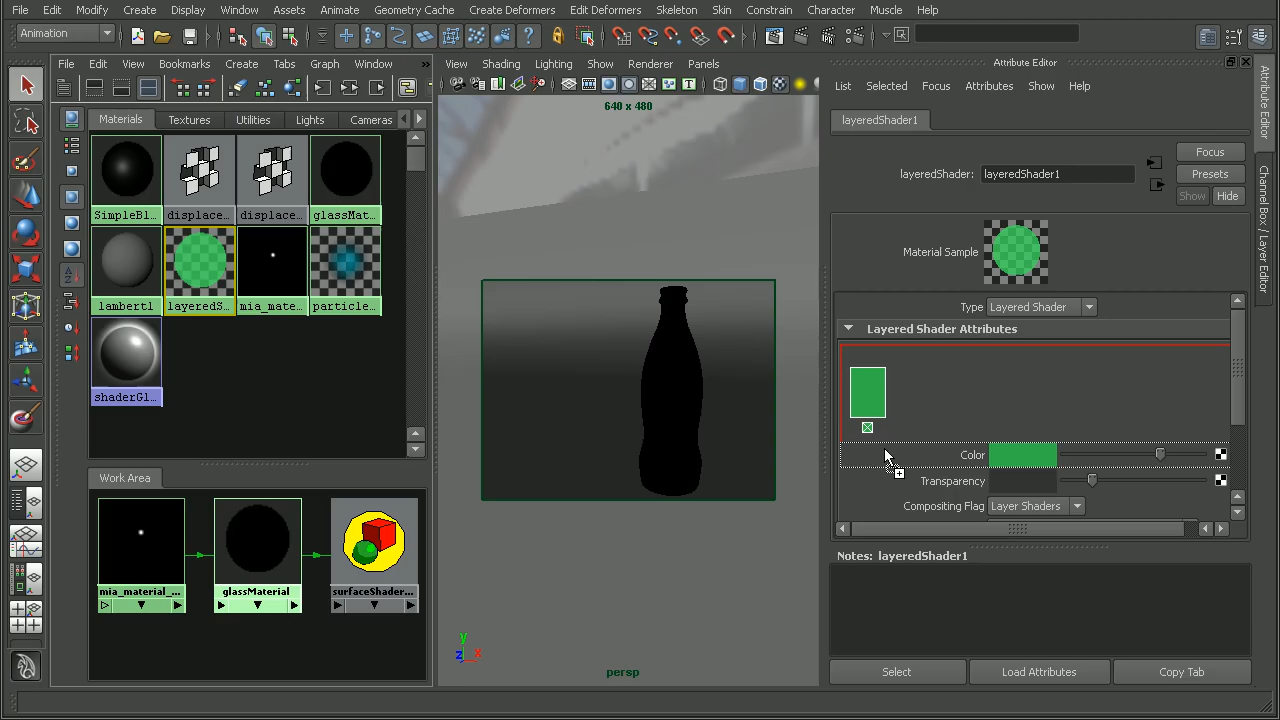 File Edit Modify Create Display Window Assets Animate Geometry Cache Create Deformers Edit Deformers Skeleton Skin Constrain Character Muscle Help
Animation
File Edit View Bookmarks Create Tabs Graph Window »
View Shading Lighting Show Renderer Panels
Attribute Editor
List Selected Focus Attributes Show Help
Materials Textures Utilities Lights Cameras
640 x 480
layeredShader1
SimpleBl... displace... displace... glassMat...
lambert1 layeredS... mia_mate... particle...
shaderGl...
Work Area
mia_material_... glassMaterial surfaceShader...
persp
y
z x
Focus
layeredShader: layeredShader1
Presets
Show Hide
Material Sample
Type Layered Shader
Layered Shader Attributes
Color
Transparency
Compositing Flag Layer Shaders
Notes: layeredShader1
Select Load Attributes Copy Tab
Attribute Editor
Channel Box / Layer Editor